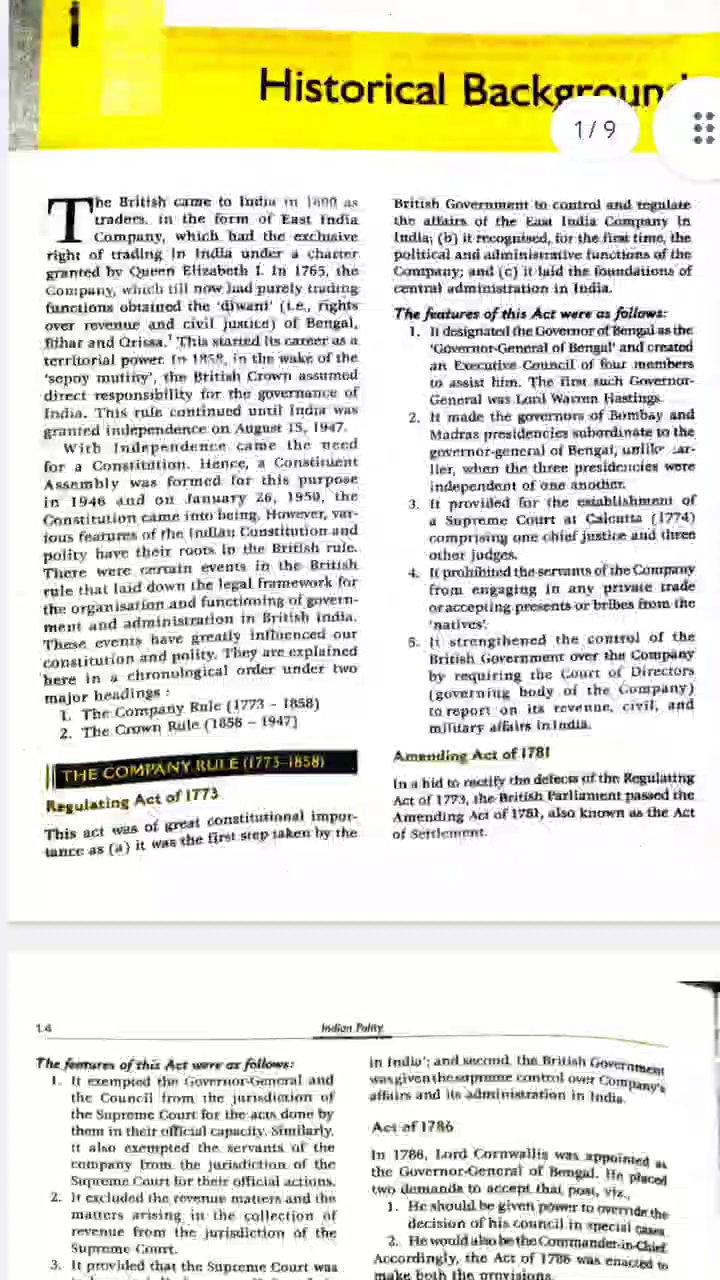 1
Historical Backgroun
1 / 9
The British came to India in 1600 as
traders, in the form of East India
Company, which had the exclusive
right of trading in India under a charter
granted by Queen Elizabeth I. In 1765, the
Company, which till now had purely trading
functions obtained the 'diwani' (i.e., rights
over revenue and civil justice) of Bengal,
Bihar and Orissa.1 This started its career as a
territorial power. In 1858, in the wake of the
'sepoy mutiny', the British Crown assumed
direct responsibility for the governance of
India. This rule continued until India was
granted independence on August 15, 1947.
With Independence came the need
for a Constitution. Hence, a Constituent
Assembly was formed for this purpose
in 1946 and on January 26, 1950, the
Constitution came into being. However, var-
ious features of the Indian Constitution and
polity have their roots in the British rule.
There were certain events in the British
rule that laid down the legal framework for
the organisation and functioning of govern-
ment and administration in British India.
These events have greatly influenced our
constitution and polity. They are explained
here in a chronological order under two
major headings :
1. The Company Rule (1773 – 1858)
2. The Crown Rule (1858 – 1947)
THE COMPANY RULE (1773–1858)
Regulating Act of 1773
This act was of great constitutional impor-
tance as (a) it was the first step taken by the
British Government to control and regulate
the affairs of the East India Company in
India; (b) it recognised, for the first time, the
political and administrative functions of the
Company; and (c) it laid the foundations of
central administration in India.
The features of this Act were as follows:
1. It designated the Governor of Bengal as the
'Governor-General of Bengal' and created
an Executive Council of four members
to assist him. The first such Governor-
General was Lord Warren Hastings.
2. It made the governors of Bombay and
Madras presidencies subordinate to the
governor-general of Bengal, unlike ear-
lier, when the three presidencies were
independent of one another.
3. It provided for the establishment of
a Supreme Court at Calcutta (1774)
comprising one chief justice and three
other judges.
4. It prohibited the servants of the Company
from engaging in any private trade
or accepting presents or bribes from the
'natives'.
5. It strengthened the control of the
British Government over the Company
by requiring the Court of Directors
(governing body of the Company)
to report on its revenue, civil, and
military affairs in India.
Amending Act of 1781
In a bid to rectify the defects of the Regulating
Act of 1773, the British Parliament passed the
Amending Act of 1781, also known as the Act
of Settlement.
1.4
Indian Polity
The features of this Act were as follows:
1. It exempted the Governor-General and
the Council from the jurisdiction of
the Supreme Court for the acts done by
them in their official capacity. Similarly,
it also exempted the servants of the
company from the jurisdiction of the
Supreme Court for their official actions.
2. It excluded the revenue matters and the
matters arising in the collection of
revenue from the jurisdiction of the
Supreme Court.
3. It provided that the Supreme Court was
in India'; and second, the British Government
was given the supreme control over Company's
affairs and its administration in India.
Act of 1786
In 1786, Lord Cornwallis was appointed as
the Governor-General of Bengal. He placed
two demands to accept that post, viz.,
1. He should be given power to override the
decision of his council in special cases.
2. He would also be the Commander-in-Chief.
Accordingly, the Act of 1786 was enacted to
make both the provisions.